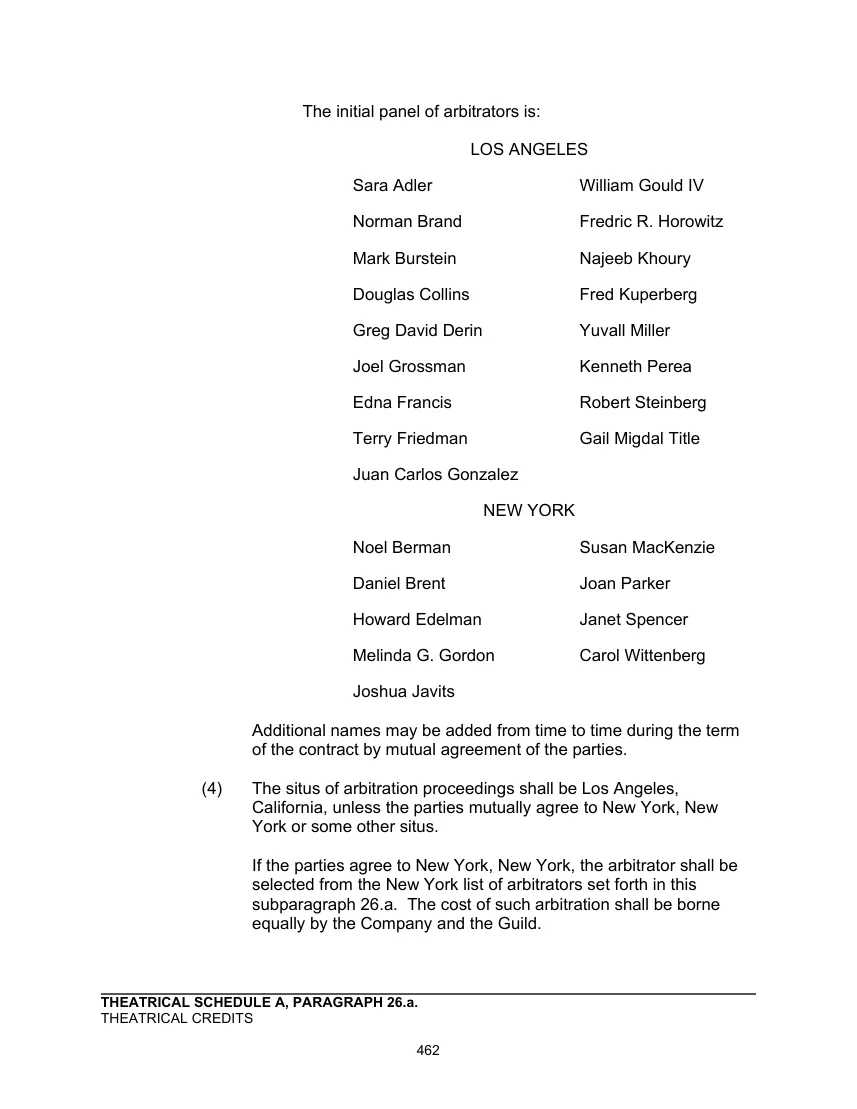 The initial panel of arbitrators is:
LOS ANGELES
Sara Adler William Gould IV
Norman Brand Fredric R. Horowitz
Mark Burstein Najeeb Khoury
Douglas Collins Fred Kuperberg
Greg David Derin Yuvall Miller
Joel Grossman Kenneth Perea
Edna Francis Robert Steinberg
Terry Friedman Gail Migdal Title
Juan Carlos Gonzalez
NEW YORK
Noel Berman Susan MacKenzie
Daniel Brent Joan Parker
Howard Edelman Janet Spencer
Melinda G. Gordon Carol Wittenberg
Joshua Javits
Additional names may be added from time to time during the term
of the contract by mutual agreement of the parties.
(4) The situs of arbitration proceedings shall be Los Angeles,
California, unless the parties mutually agree to New York, New
York or some other situs.
If the parties agree to New York, New York, the arbitrator shall be
selected from the New York list of arbitrators set forth in this
subparagraph 26.a. The cost of such arbitration shall be borne
equally by the Company and the Guild.
THEATRICAL SCHEDULE A, PARAGRAPH 26.a.
THEATRICAL CREDITS
462